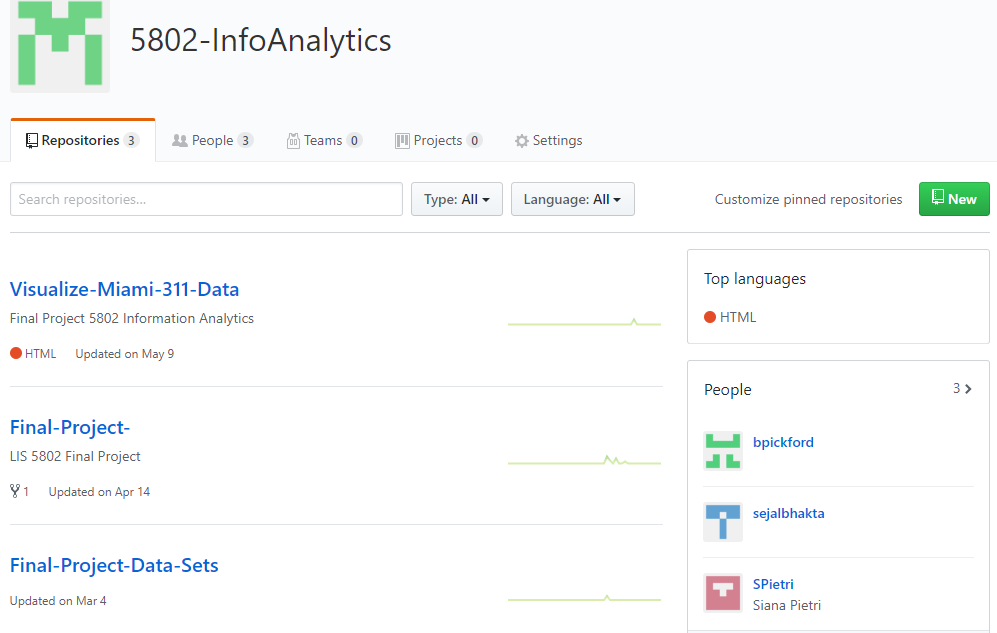 5802-InfoAnalytics
Repositories 3 People 3 Teams 0 Projects 0 Settings
Search repositories... Type: All Language: All Customize pinned repositories New
Visualize-Miami-311-Data
Final Project 5802 Information Analytics
HTML Updated on May 9
Final-Project-
LIS 5802 Final Project
1 Updated on Apr 14
Final-Project-Data-Sets
Updated on Mar 4
Top languages
HTML
People 3
bpickford
sejalbhakta
SPietri
Siana Pietri